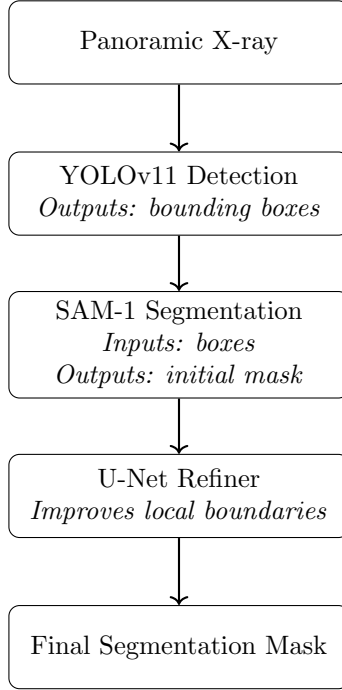 Panoramic X-ray
YOLOv11 Detection
Outputs: bounding boxes
SAM-1 Segmentation
Inputs: boxes
Outputs: initial mask
U-Net Refiner
Improves local boundaries
Final Segmentation Mask